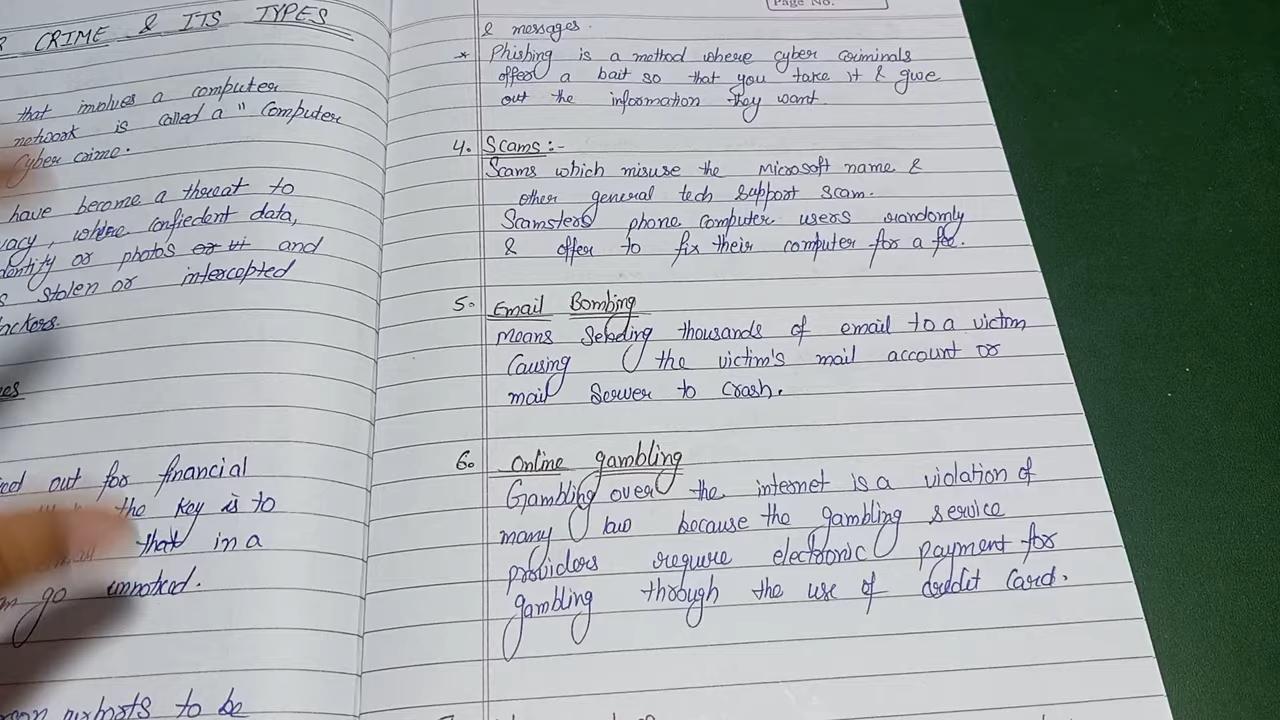 CRIME & ITS TYPES
that involves a computer
network is called a " Computer
Cyber crime.
have become a threat to
where confiedent data,
or photos and
stolen or intercepted
out for financial
the key is to
that in a
go unnoticed.
to be
Page No.
& messages.
* Phishing is a method where cyber criminals
offer a bait so that you take it & give
out the information they want.
4. Scams :-
Scams which misuse the Microsoft name &
other general tech support scam.
Scamsters phone computer users randomly
& offer to fix their computer for a fee.
5. Email Bombing
means sending thousands of email to a victim
Causing the victim's mail account or
mail Server to Crash.
6. Online gambling
Gambling over the internet is a violation of
many law because the gambling service
providers require electronic payment for
gambling through the use of credit Card.